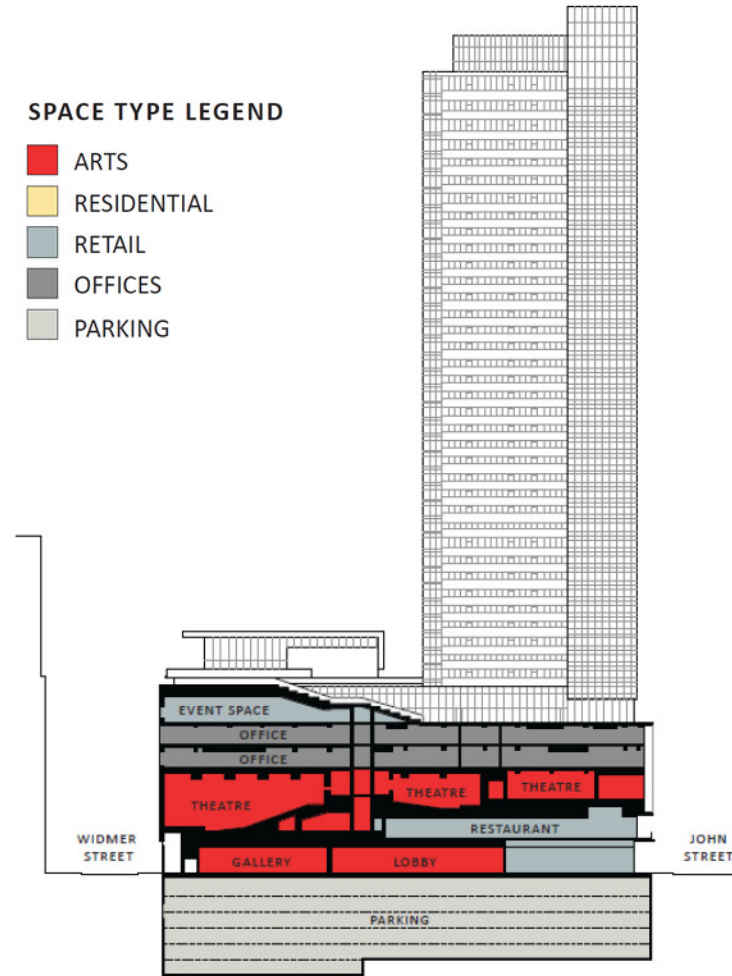 SPACE TYPE LEGEND
ARTS
RESIDENTIAL
RETAIL
OFFICES
PARKING
EVENT SPACE
OFFICE
OFFICE
THEATRE
THEATRE
THEATRE
RESTAURANT
WIDMER
STREET
GALLERY
LOBBY
JOHN
STREET
PARKING